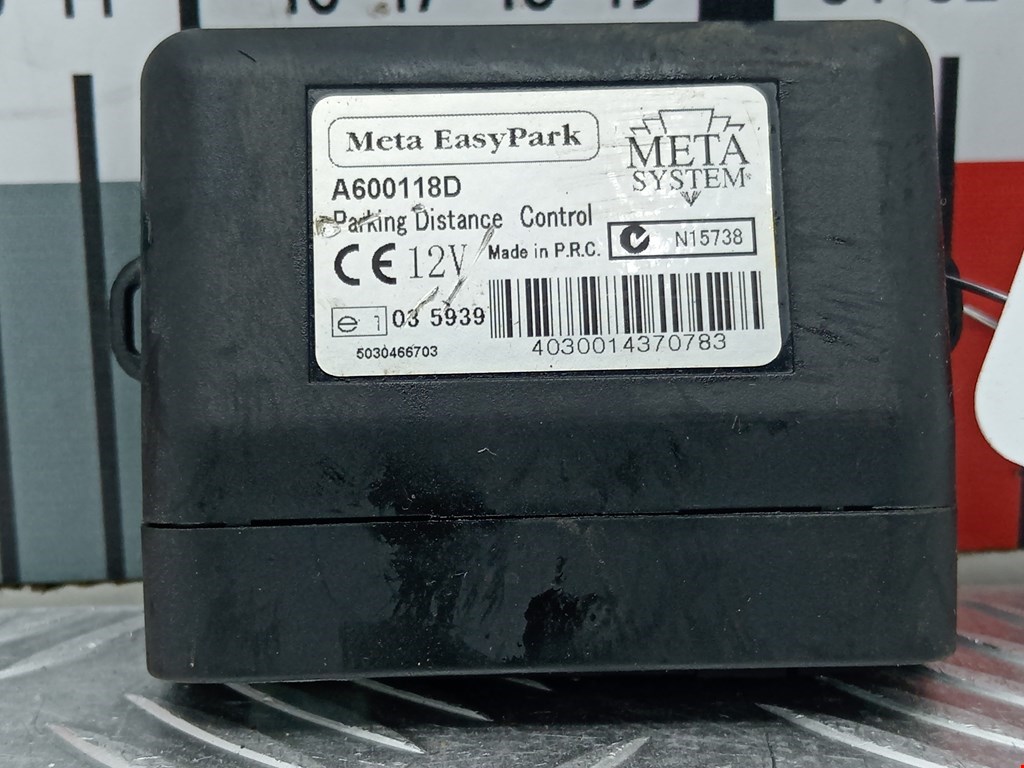 Meta EasyPark
META
SYSTEM
A600118D
Parking Distance Control
CE 12V Made in P.R.C. N15738
e 1 03 5939
5030466703
4030014370783